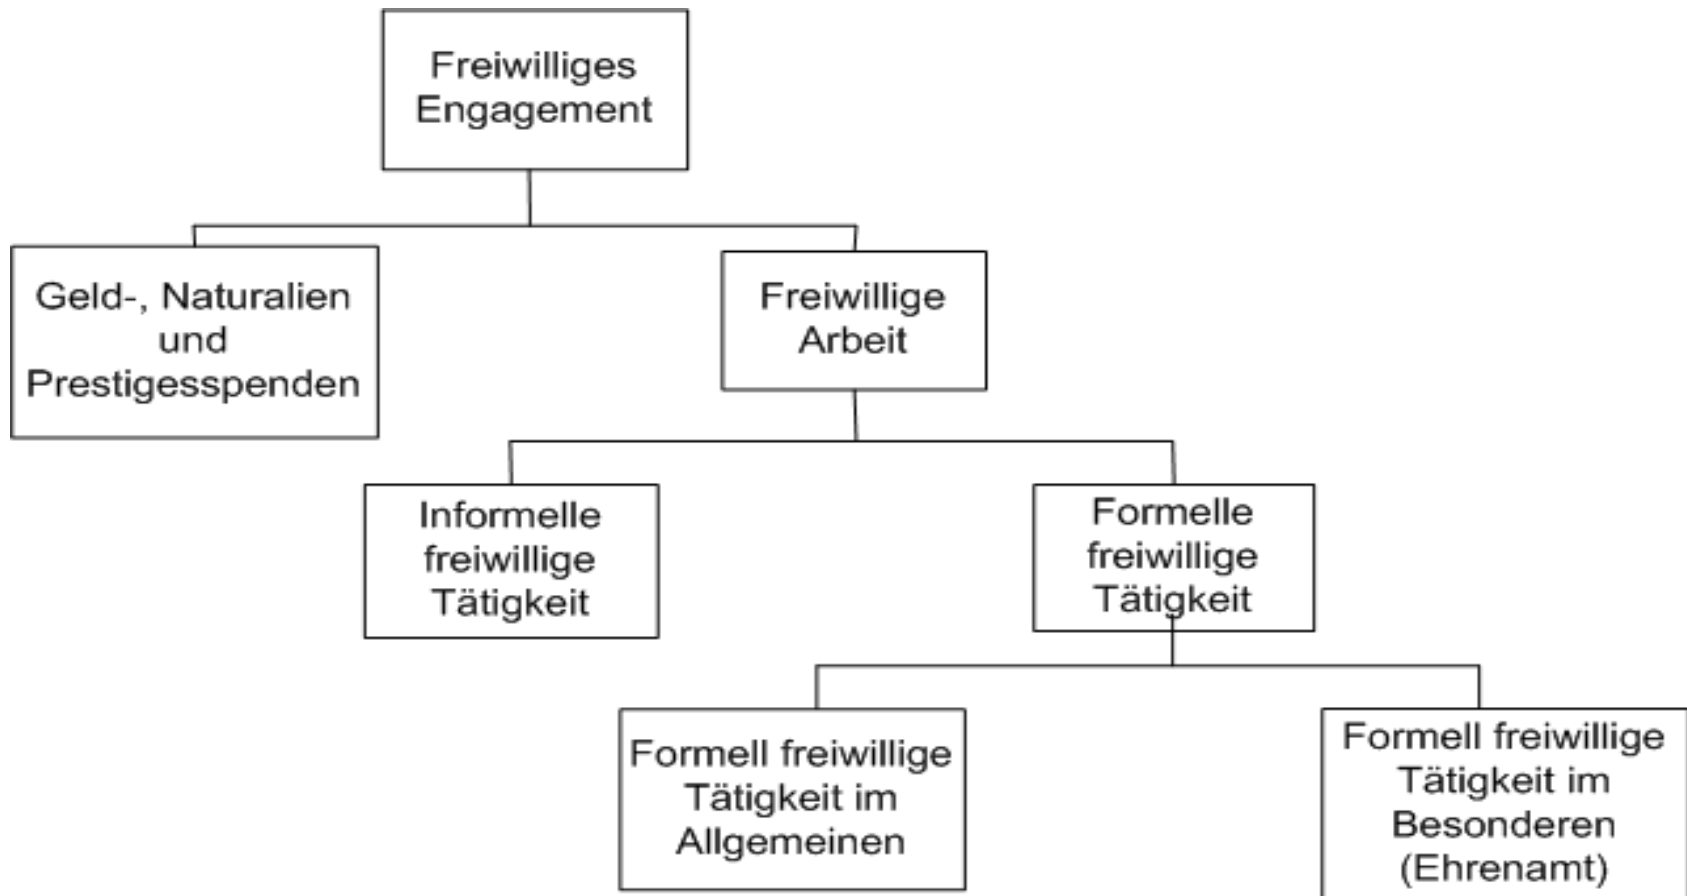 Freiwilliges
Engagement
Geld-, Naturalien
und
Prestigesspenden
Freiwillige
Arbeit
Informelle
freiwillige
Tätigkeit
Formelle
freiwillige
Tätigkeit
Formell freiwillige
Tätigkeit im
Allgemeinen
Formell freiwillige
Tätigkeit im
Besonderen
(Ehrenamt)